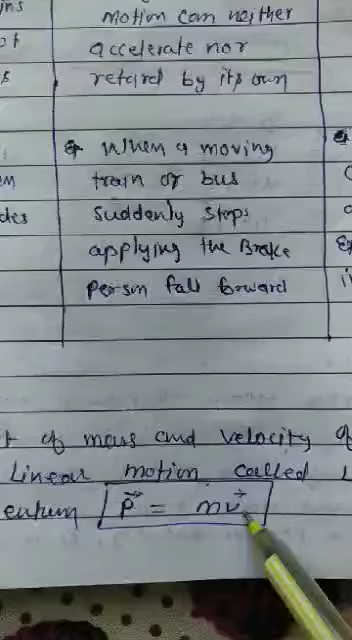 motion can neither
accelerate nor
retard by its own
When a moving
train or bus
suddenly stops
applying the Brake
person fall forward
of mass and velocity of
Linear motion called
entum P⃗ = mv⃗